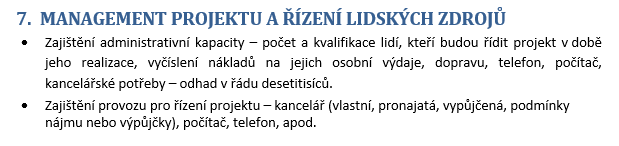 7. MANAGEMENT PROJEKTU A ŘÍZENÍ LIDSKÝCH ZDROJŮ
• Zajištění administrativní kapacity – počet a kvalifikace lidí, kteří budou řídit projekt v době
jeho realizace, vyčíslení nákladů na jejich osobní výdaje, dopravu, telefon, počítač,
kancelářské potřeby – odhad v řádu desetitisíců.
• Zajištění provozu pro řízení projektu – kancelář (vlastní, pronajatá, vypůjčená, podmínky
nájmu nebo výpůjčky), počítač, telefon, apod.